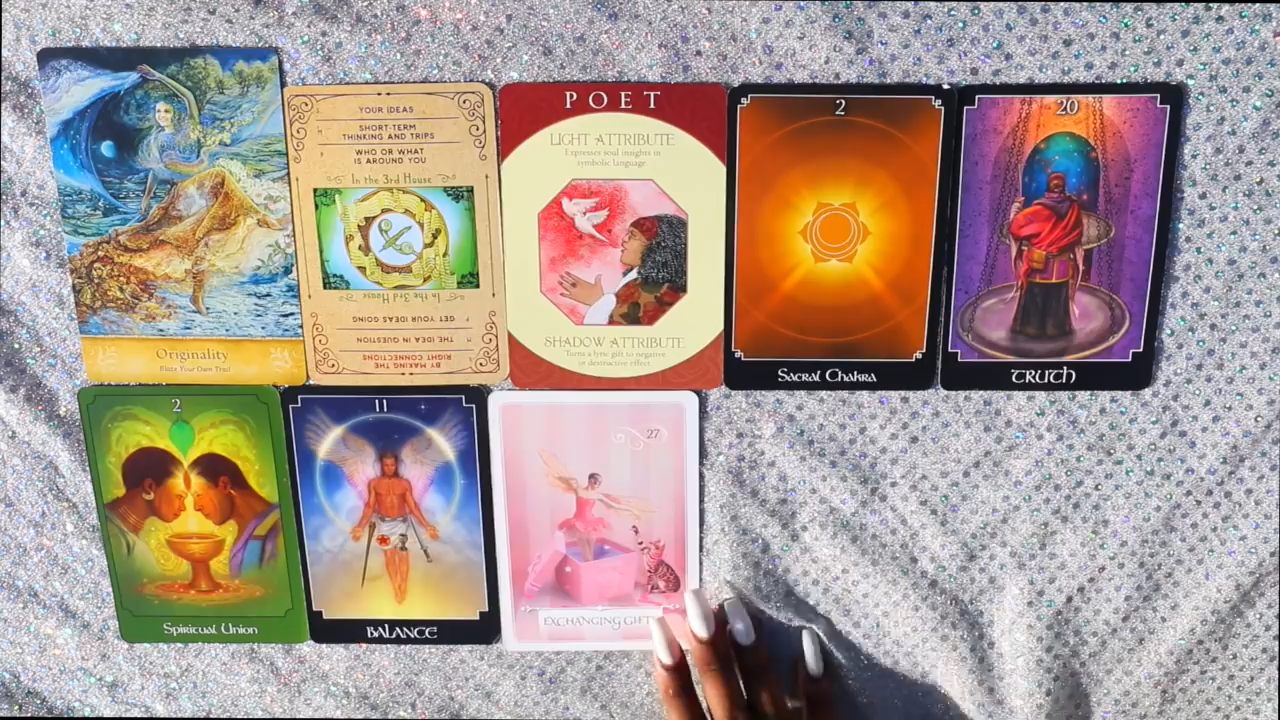 Originality
Blaze Your Own Trail
YOUR IDEAS
SHORT-TERM
THINKING AND TRIPS
WHO OR WHAT
IS AROUND YOU
In the 3rd House
In the 3rd House
GET YOUR IDEAS GOING
THE IDEA IN QUESTION
BY MAKING THE
RIGHT CONNECTIONS
POET
LIGHT ATTRIBUTE
Expresses soul insights in
symbolic language.
SHADOW ATTRIBUTE
Turns a lyric gift to negative
or destructive effect
2
Sacral Chakra
20
TRUTH
2
Spiritual Union
11
BALANCE
27
EXCHANGING GIFTS